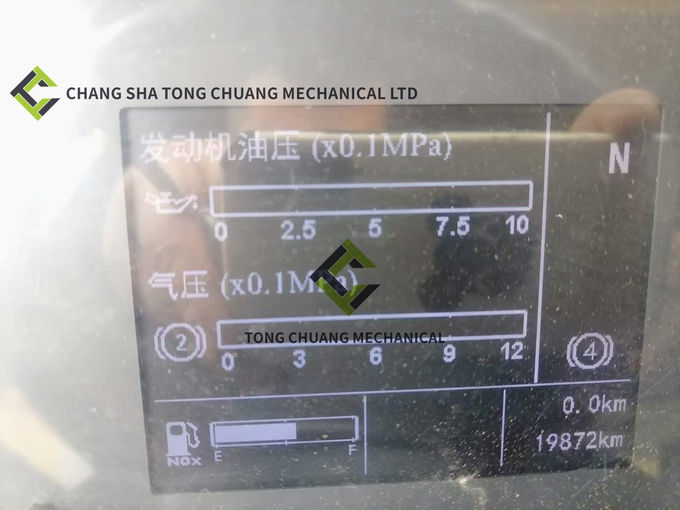 CHANG SHA TONG CHUANG MECHANICAL LTD
发动机油压 (x0.1MPa)
N
0 2.5 5 7.5 10
气压 (x0.1MPa)
TONG CHUANG MECHANICAL
2
0 3 6 9 12
4
0.0km
19872km
NOX
E F